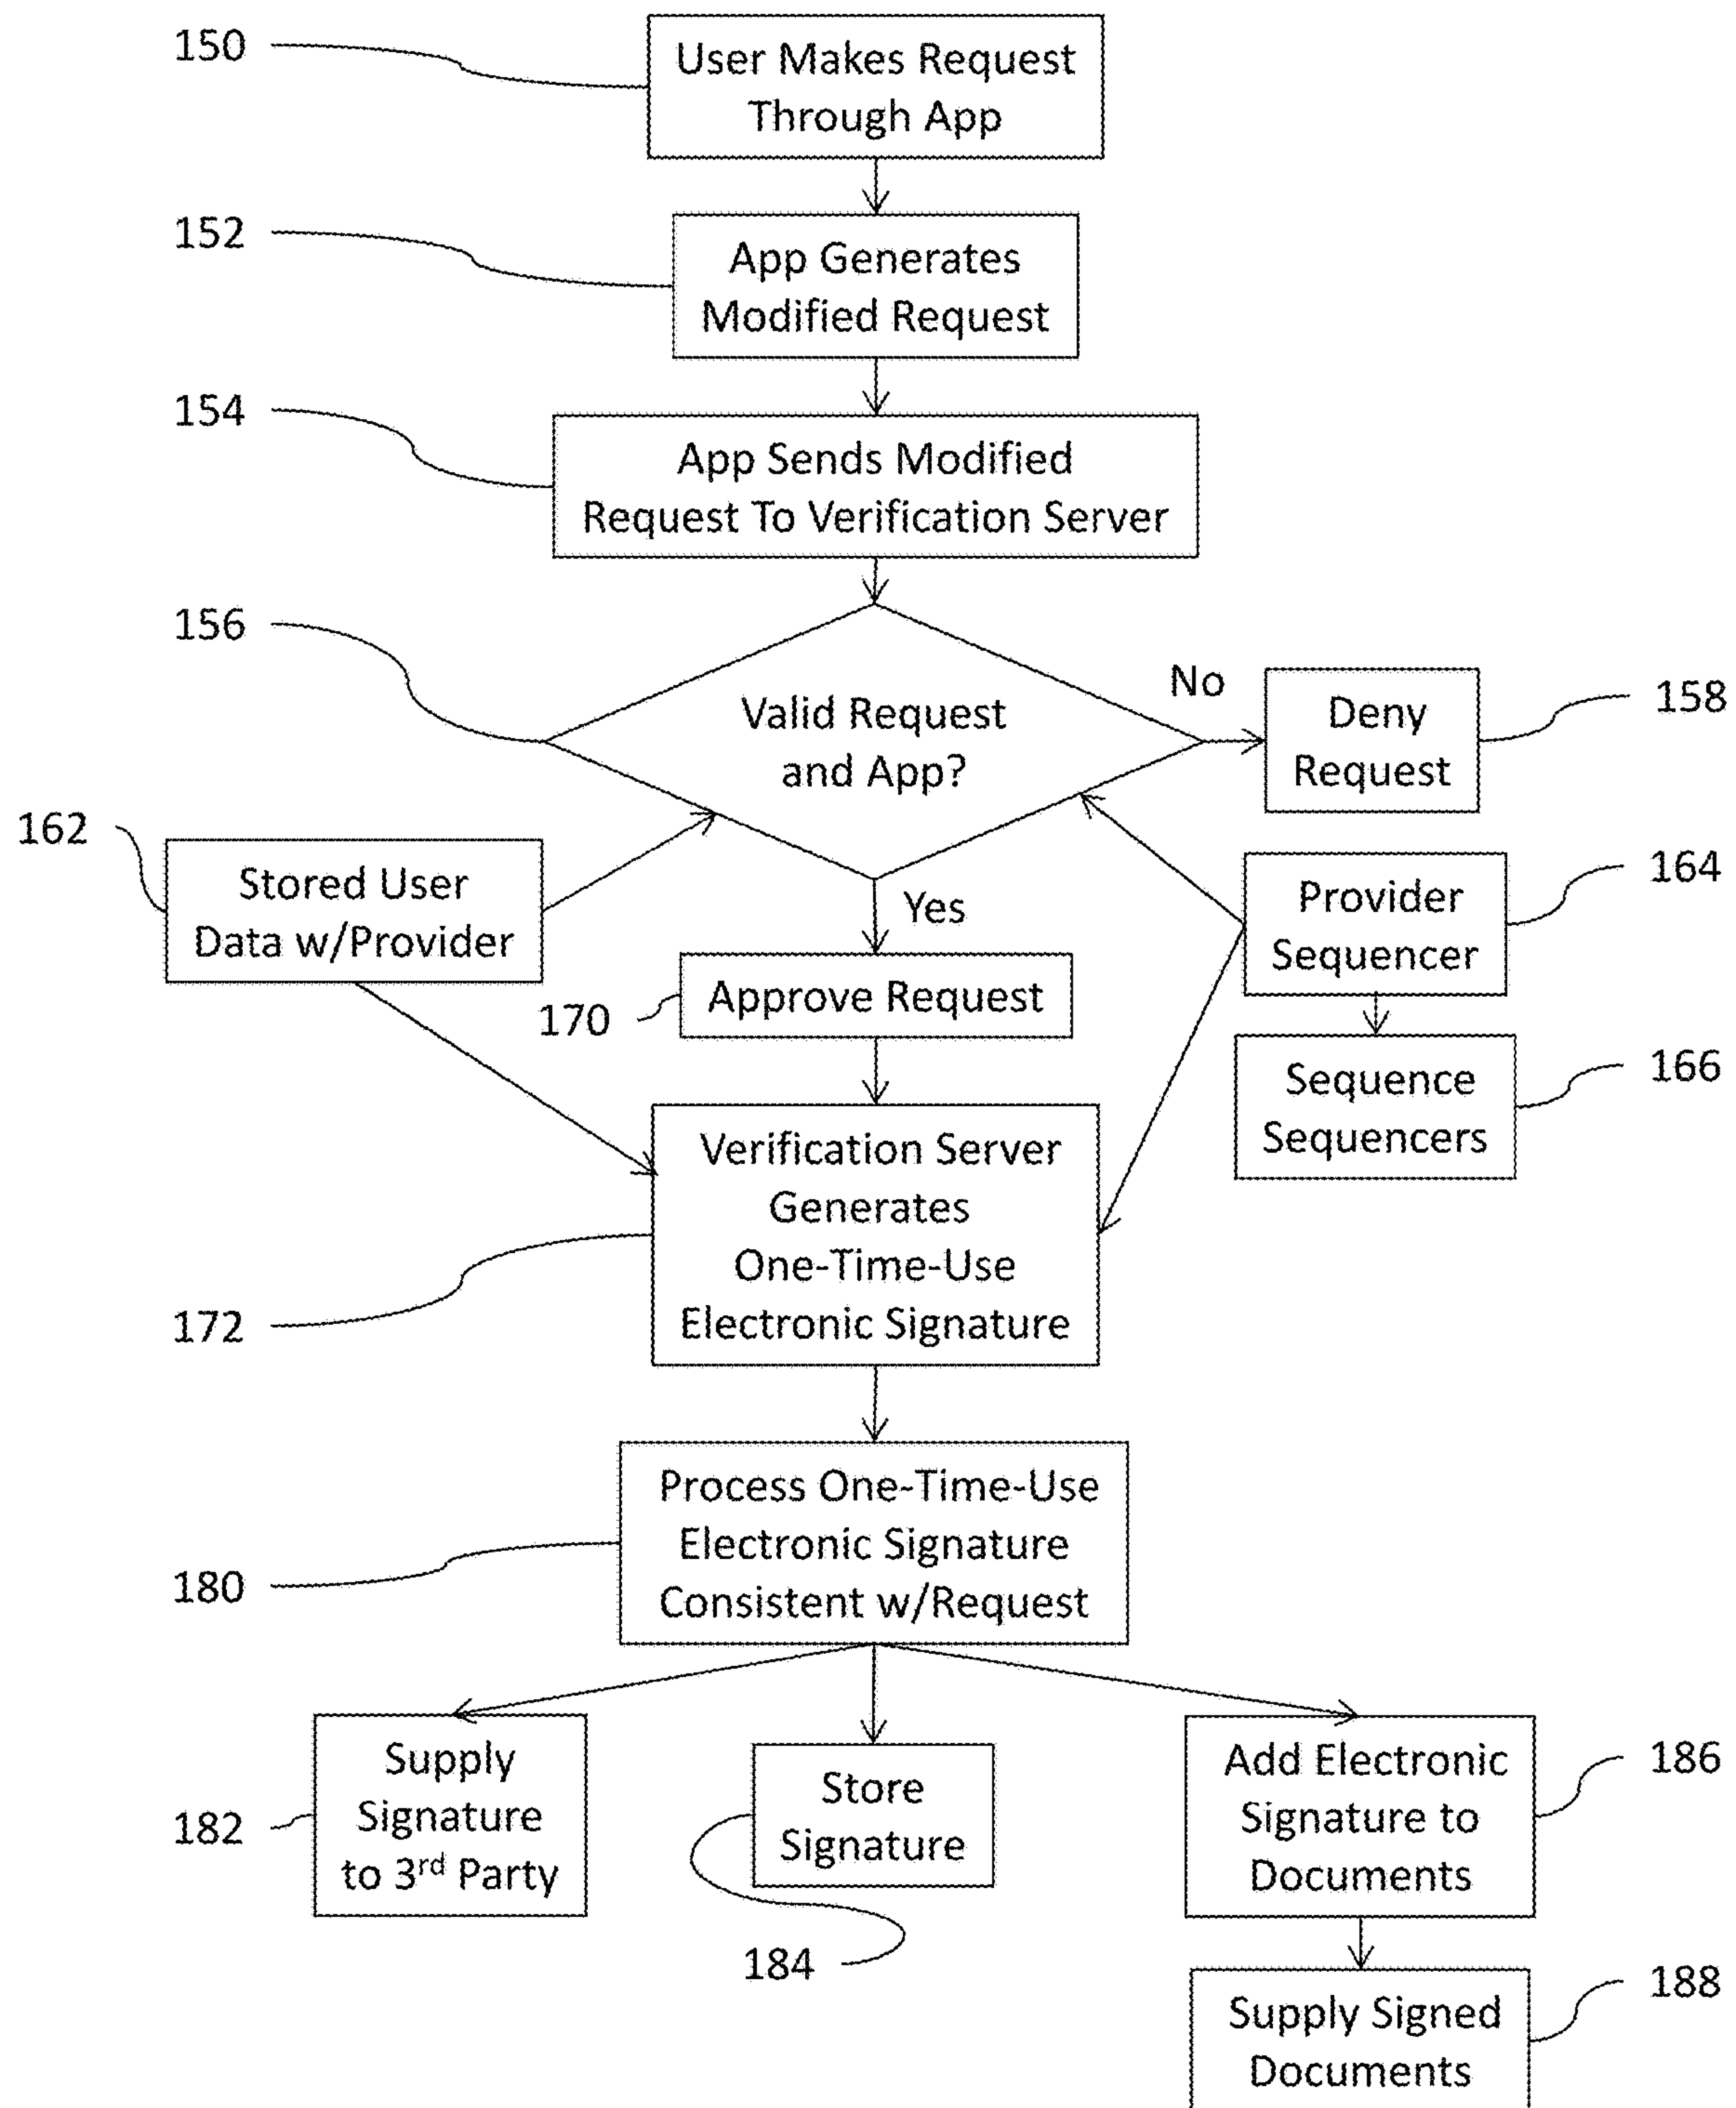 150
User Makes Request
Through App
152
App Generates
Modified Request
154
App Sends Modified
Request To Verification Server
156
Valid Request
and App?
No
Deny
Request
158
162
Stored User
Data w/Provider
Yes
Provider
Sequencer
164
170
Approve Request
Sequence
Sequencers
166
Verification Server
Generates
One-Time-Use
Electronic Signature
172
Process One-Time-Use
Electronic Signature
Consistent w/Request
180
Supply
Signature
to 3rd Party
182
Store
Signature
184
Add Electronic
Signature to
Documents
186
Supply Signed
Documents
188